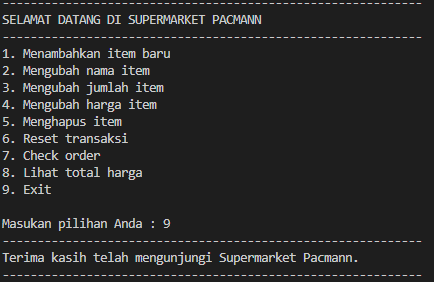 ------------------------------------------------------------
SELAMAT DATANG DI SUPERMARKET PACMANN
------------------------------------------------------------
1. Menambahkan item baru
2. Mengubah nama item
3. Mengubah jumlah item
4. Mengubah harga item
5. Menghapus item
6. Reset transaksi
7. Check order
8. Lihat total harga
9. Exit
Masukan pilihan Anda : 9
------------------------------------------------------------
Terima kasih telah mengunjungi Supermarket Pacmann.
------------------------------------------------------------